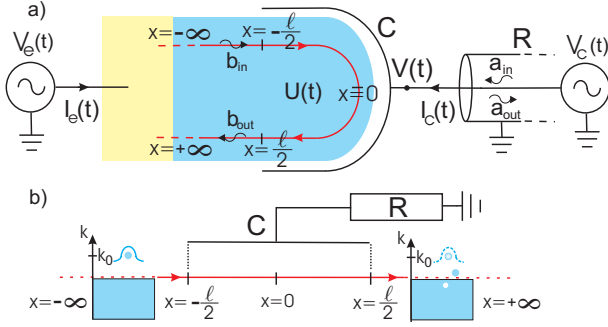 a)
V_e(t)
I_e(t)
x=-∞
x=-ℓ/2
b_in
U(t)
x=0
b_out
x=+∞
x=ℓ/2
C
V(t)
I_c(t)
R
a_in
a_out
V_c(t)
b)
C
R
k
k_0
x=-∞
x=-ℓ/2
x=0
x=ℓ/2
k
k_0
x=+∞